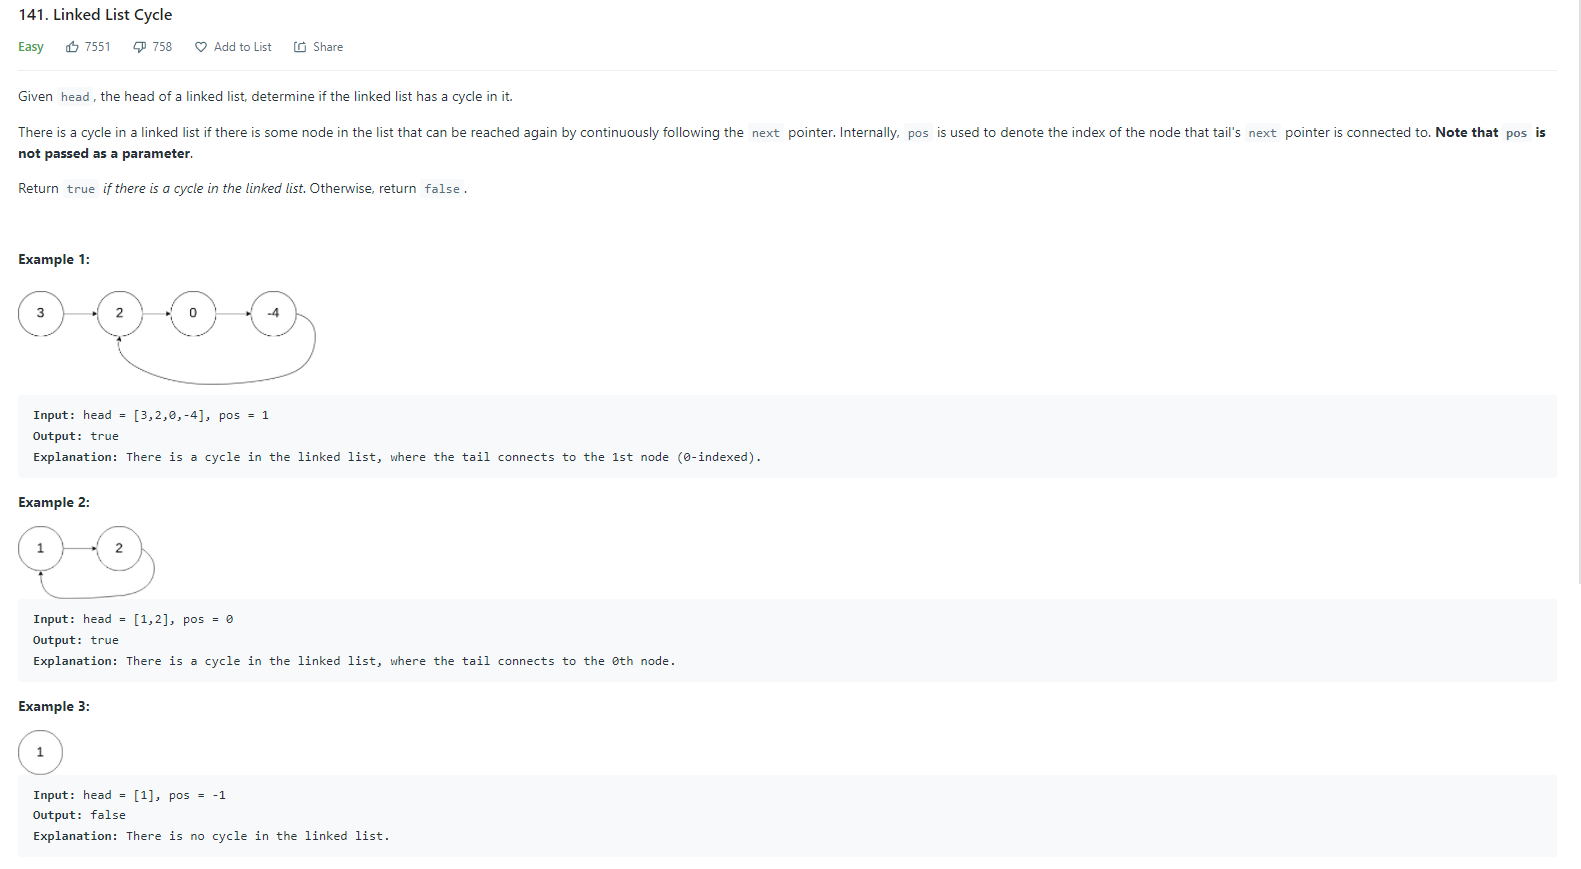 141. Linked List Cycle
Easy 7551 758 Add to List Share
Given head, the head of a linked list, determine if the linked list has a cycle in it.
There is a cycle in a linked list if there is some node in the list that can be reached again by continuously following the next pointer. Internally, pos is used to denote the index of the node that tail's next pointer is connected to. Note that pos is
not passed as a parameter.
Return true if there is a cycle in the linked list. Otherwise, return false.
Example 1:
3 2 0 -4
Input: head = [3,2,0,-4], pos = 1
Output: true
Explanation: There is a cycle in the linked list, where the tail connects to the 1st node (0-indexed).
Example 2:
1 2
Input: head = [1,2], pos = 0
Output: true
Explanation: There is a cycle in the linked list, where the tail connects to the 0th node.
Example 3:
1
Input: head = [1], pos = -1
Output: false
Explanation: There is no cycle in the linked list.